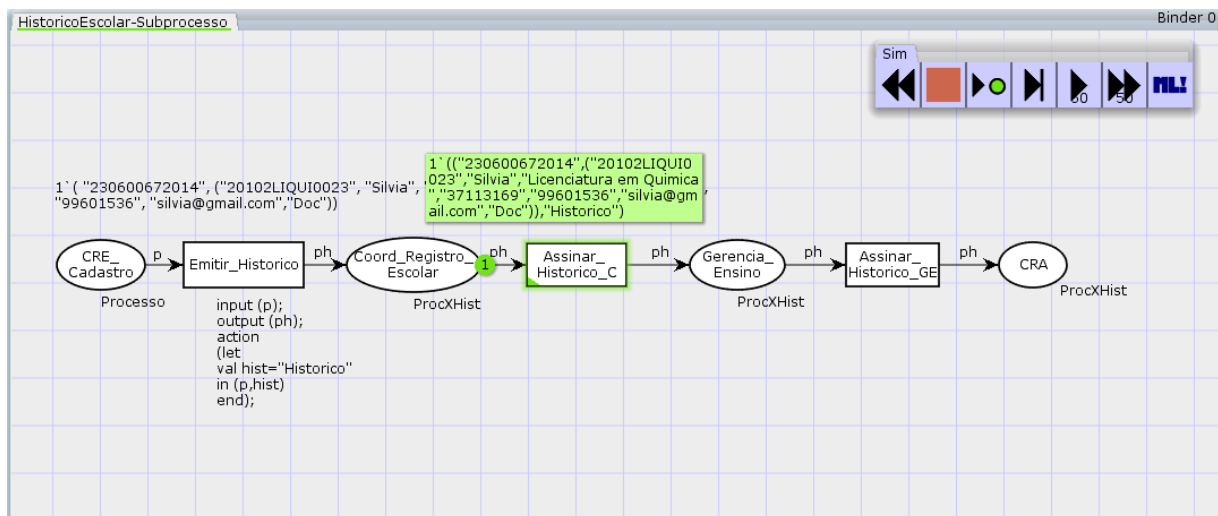 HistoricoEscolar-Subprocesso
Binder 0
Sim
60
50
ML!
1`( "230600672014", ("20102LIQUI0023", "Silvia", "
"99601536", "silvia@gmail.com","Doc"))
1`(("230600672014",("20102LIQUI0
023","Silvia","Licenciatura em Quimica
","37113169","99601536","silvia@gm
ail.com","Doc")),"Historico")
CRE_
Cadastro
p
Emitir_Historico
ph
Coord_Registro_
Escolar
1
ph
Assinar_
Historico_C
ph
Gerencia_
Ensino
ph
Assinar_
Historico_GE
ph
CRA
Processo
ProcXHist
ProcXHist
ProcXHist
input (p);
output (ph);
action
(let
val hist="Historico"
in (p,hist)
end);